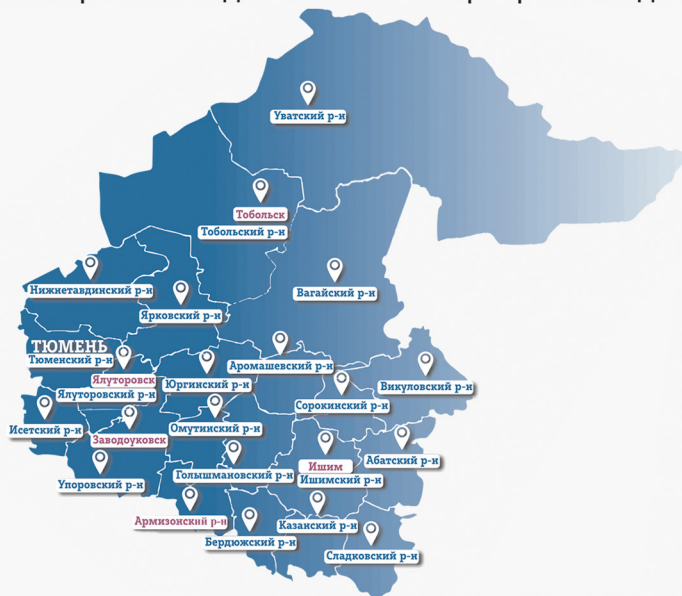 Уватский р-н
Тобольск
Тобольский р-н
Нижнетавдинский р-н
Вагайский р-н
Ярковский р-н
ТЮМЕНЬ
Тюменский р-н
Аромашевский р-н
Ялуторовск
Юргинский р-н
Викуловский р-н
Ялуторовский р-н
Сорокинский р-н
Исетский р-н
Омутинский р-н
Заводоуковск
Абатский р-н
Ишим
Голышмановский р-н
Ишимский р-н
Упоровский р-н
Армизонский р-н
Казанский р-н
Бердюжский р-н
Сладковский р-н